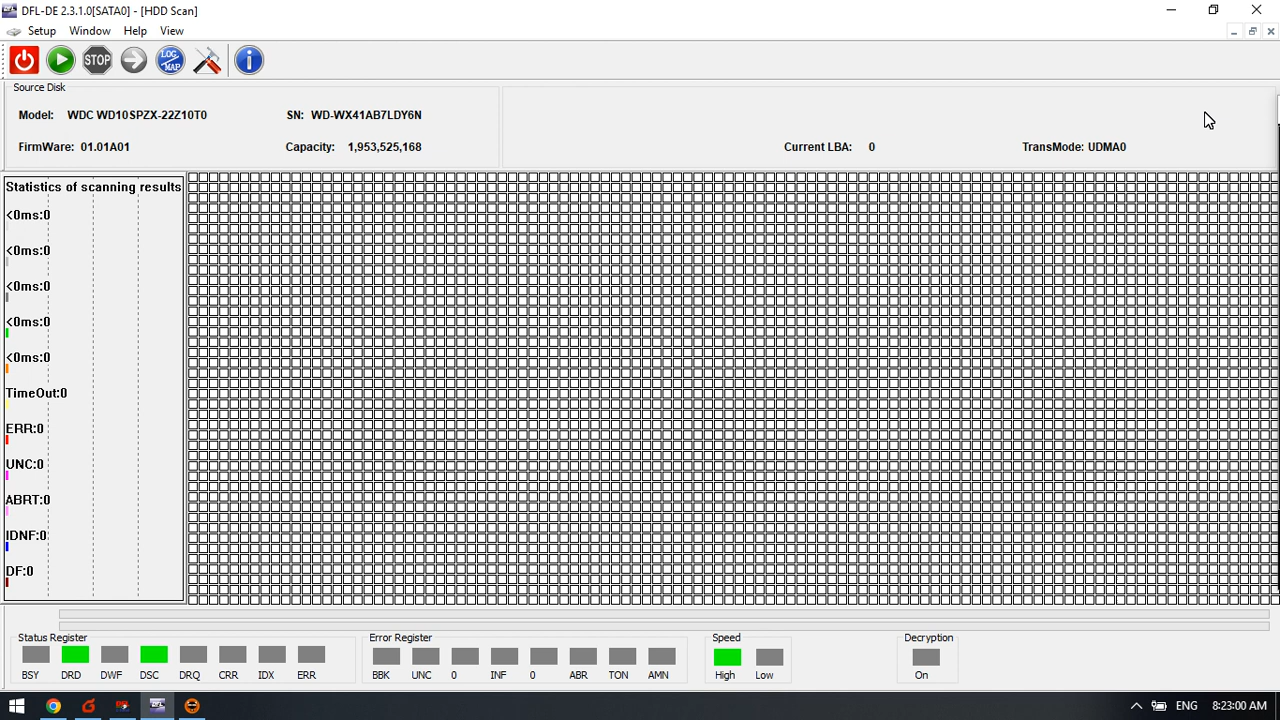 DFL-DE 2.3.1.0[SATA0] - [HDD Scan]
Setup Window Help View
STOP LOG MAP
Source Disk
Model: WDC WD10SPZX-22Z10T0 SN: WD-WX41AB7LDY6N
FirmWare: 01.01A01 Capacity: 1,953,525,168 Current LBA: 0 TransMode: UDMA0
Statistics of scanning results
<0ms:0
<0ms:0
<0ms:0
<0ms:0
<0ms:0
TimeOut:0
ERR:0
UNC:0
ABRT:0
IDNF:0
DF:0
Status Register Error Register Speed Decryption
BSY DRD DWF DSC DRQ CRR IDX ERR BBK UNC 0 INF 0 ABR TON AMN High Low On
ENG 8:23:00 AM